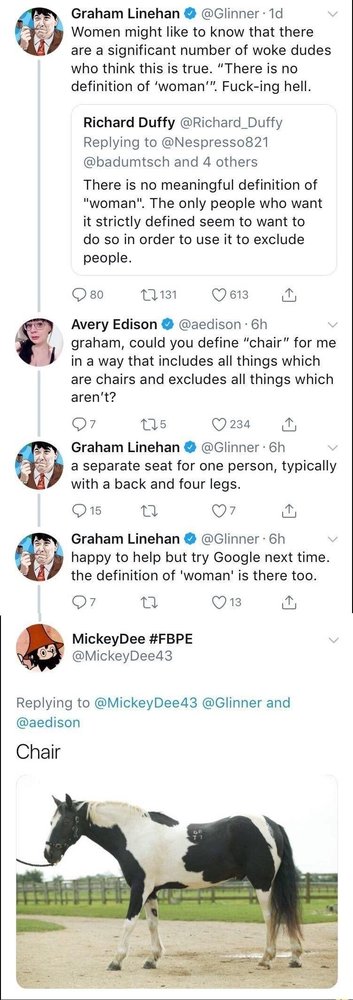 Graham Linehan @Glinner · 1d
Women might like to know that there
are a significant number of woke dudes
who think this is true. “There is no
definition of ‘woman’”. Fuck-ing hell.
Richard Duffy @Richard_Duffy
Replying to @Nespresso821
@badumtsch and 4 others
There is no meaningful definition of
"woman". The only people who want
it strictly defined seem to want to
do so in order to use it to exclude
people.
80 131 613
Avery Edison @aedison · 6h
graham, could you define “chair” for me
in a way that includes all things which
are chairs and excludes all things which
aren’t?
7 5 234
Graham Linehan @Glinner · 6h
a separate seat for one person, typically
with a back and four legs.
15 7
Graham Linehan @Glinner · 6h
happy to help but try Google next time.
the definition of 'woman' is there too.
7 13
MickeyDee #FBPE
@MickeyDee43
Replying to @MickeyDee43 @Glinner and
@aedison
Chair